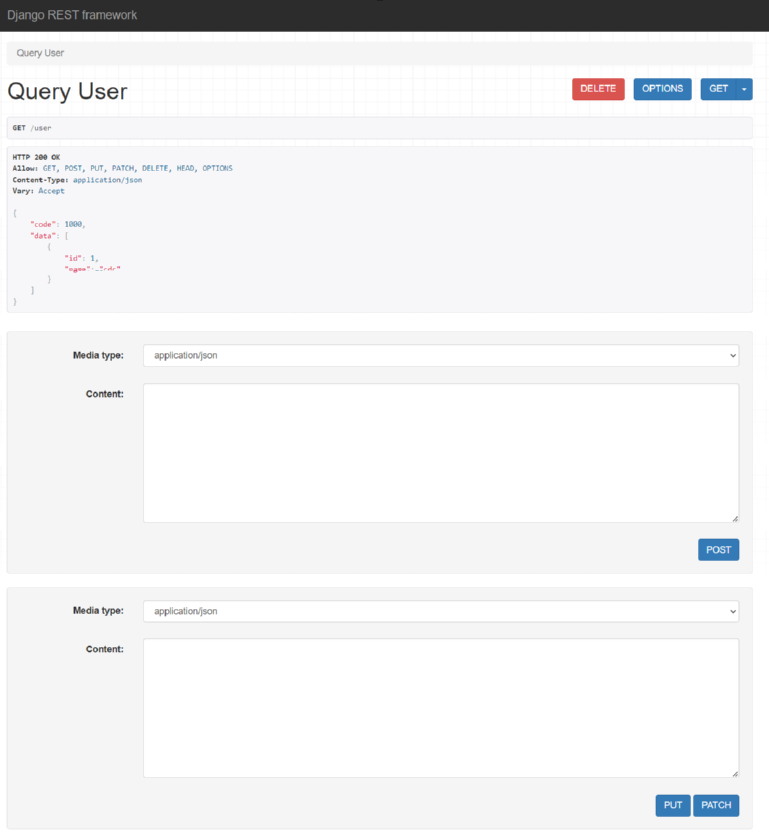 Django REST framework
Query User
Query User
DELETE OPTIONS GET
GET /user
HTTP 200 OK
Allow: GET, POST, PUT, PATCH, DELETE, HEAD, OPTIONS
Content-Type: application/json
Vary: Accept
{
"code": 1000,
"data": [
{
"id": 1,
"name":
}
]
}
Media type: application/json
Content:
POST
Media type: application/json
Content:
PUT PATCH